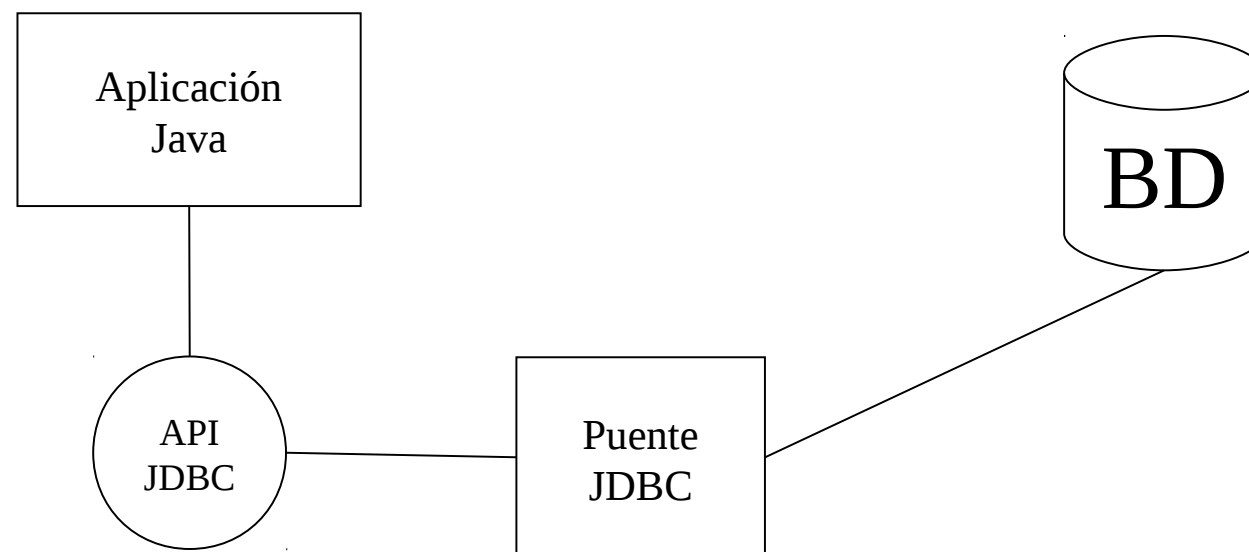 Aplicación
Java
BD
API
JDBC
Puente
JDBC